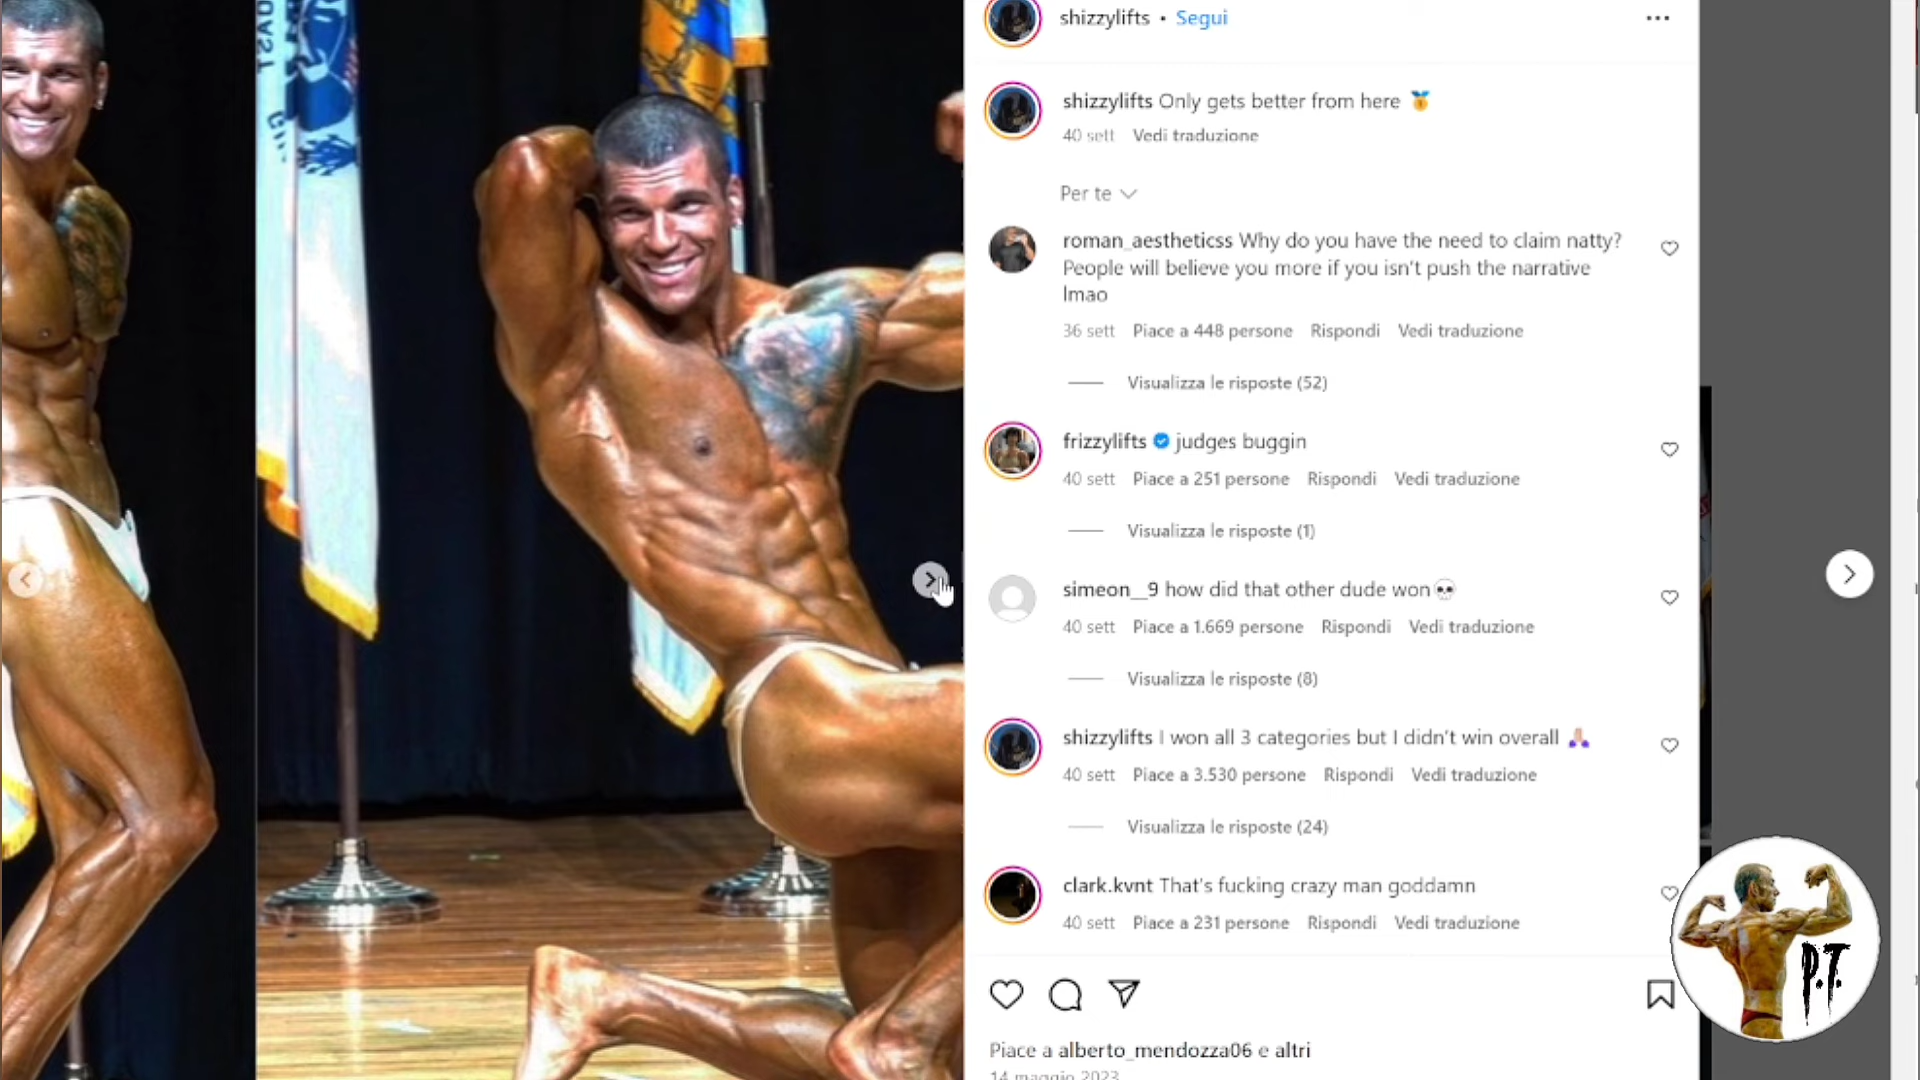 shizzylifts • Segui
shizzylifts Only gets better from here 🥇
40 sett Vedi traduzione
Per te
roman_aestheticss Why do you have the need to claim natty?
People will believe you more if you isn't push the narrative
lmao
36 sett Piace a 448 persone Rispondi Vedi traduzione
Visualizza le risposte (52)
frizzylifts judges buggin
40 sett Piace a 251 persone Rispondi Vedi traduzione
Visualizza le risposte (1)
simeon__9 how did that other dude won💀
40 sett Piace a 1.669 persone Rispondi Vedi traduzione
Visualizza le risposte (8)
shizzylifts I won all 3 categories but I didn't win overall 🙏🏻
40 sett Piace a 3.530 persone Rispondi Vedi traduzione
Visualizza le risposte (24)
clark.kvnt That's fucking crazy man goddamn
40 sett Piace a 231 persone Rispondi Vedi traduzione
P.T.
Piace a alberto_mendozza06 e altri
14 maggio 2023